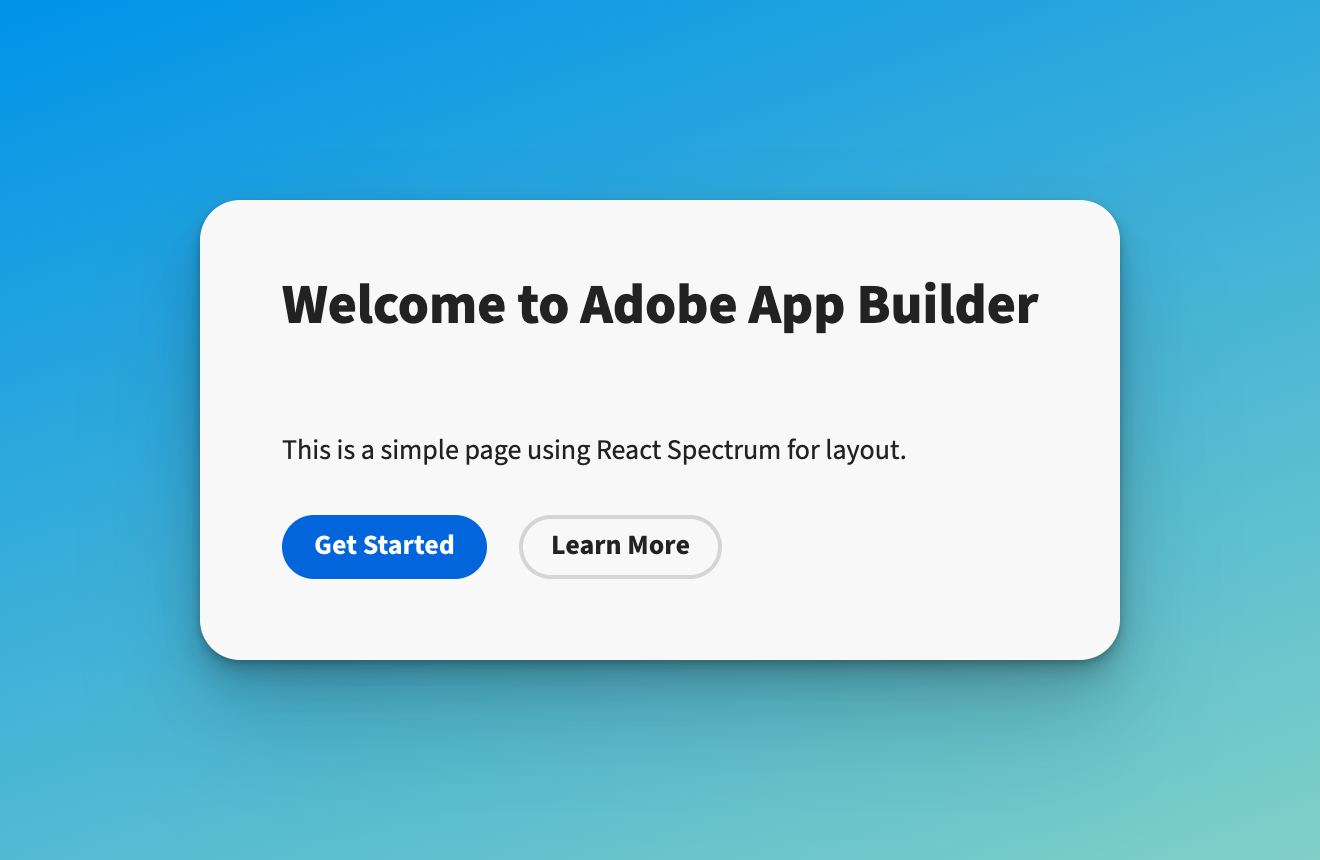 Welcome to Adobe App Builder
This is a simple page using React Spectrum for layout.
Get Started
Learn More